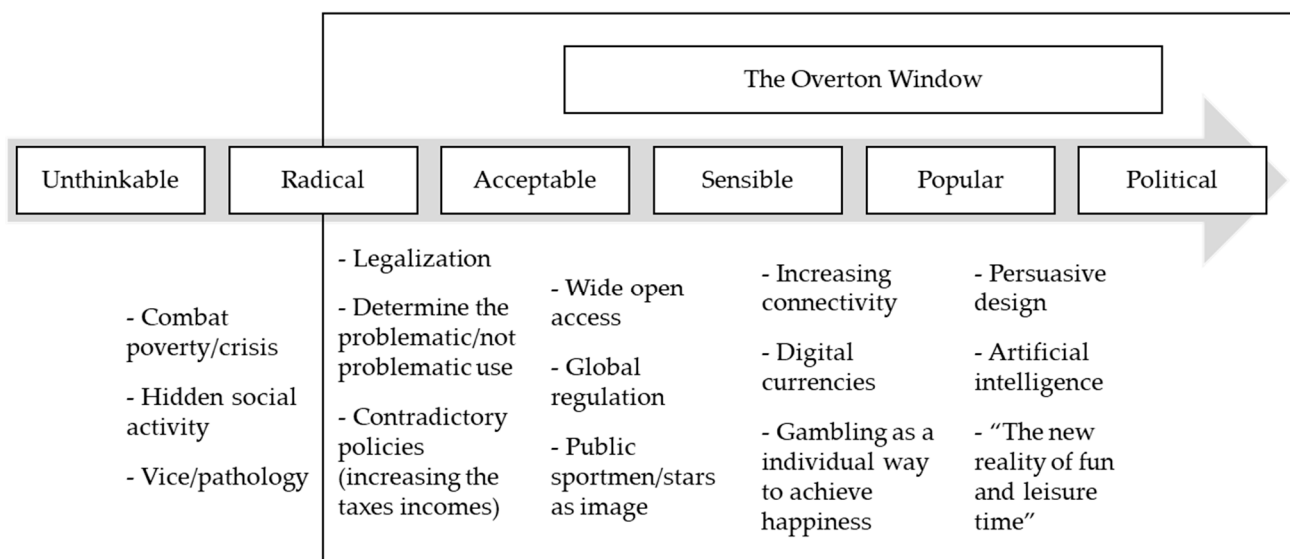 The Overton Window
Unthinkable
Radical
Acceptable
Sensible
Popular
Political
- Combat
poverty/crisis
- Hidden social
activity
- Vice/pathology
- Legalization
- Determine the
problematic/not
problematic use
- Contradictory
policies
(increasing the
taxes incomes)
- Wide open
access
- Global
regulation
- Public
sportmen/stars
as image
- Increasing
connectivity
- Digital
currencies
- Gambling as a
individual way
to achieve
happiness
- Persuasive
design
- Artificial
intelligence
- “The new
reality of fun
and leisure
time”